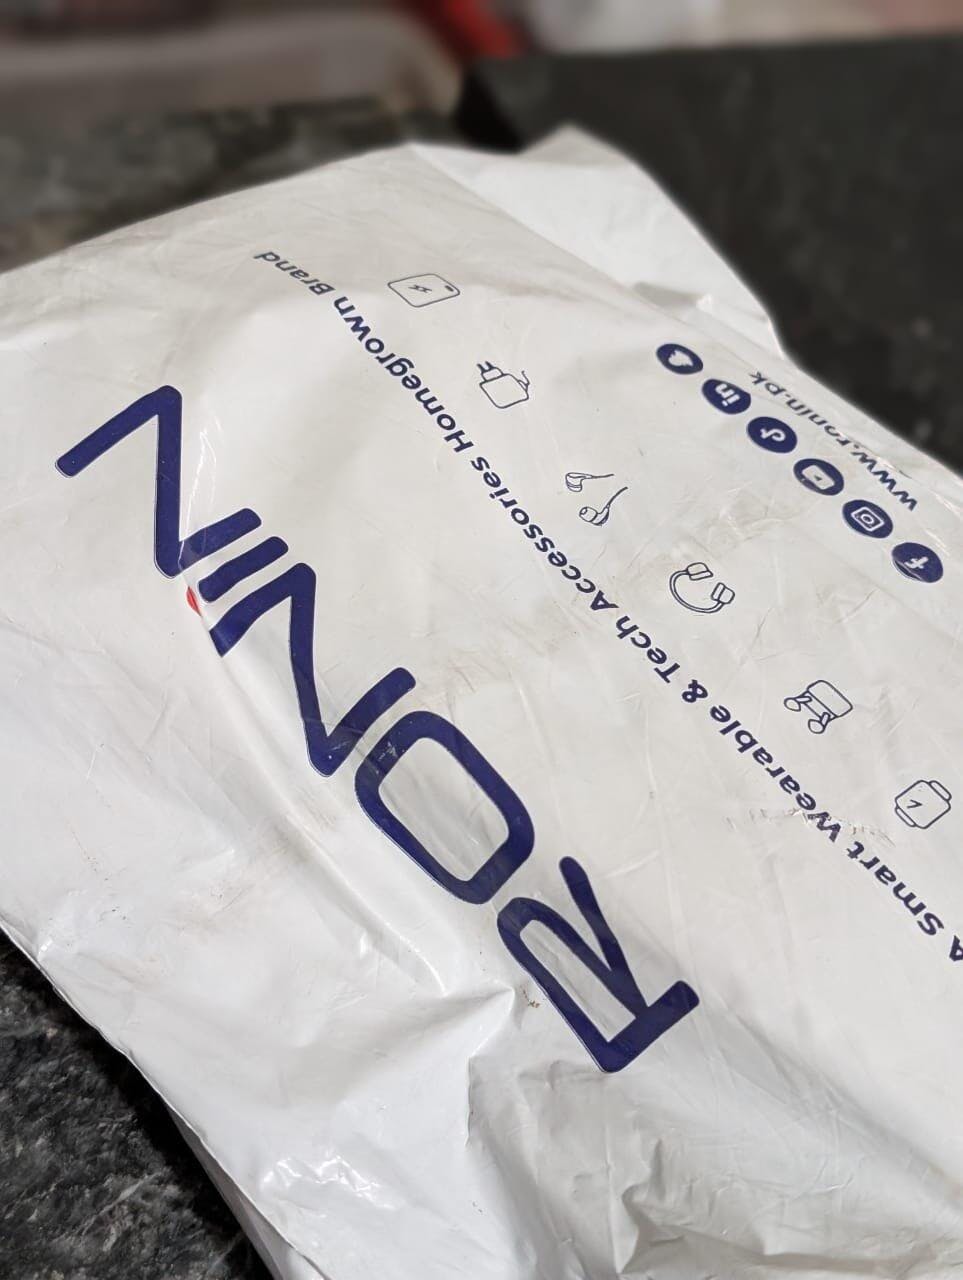 RONIN
A Smart Wearable & Tech Accessories Homegrown Brand
www.ronin.pk